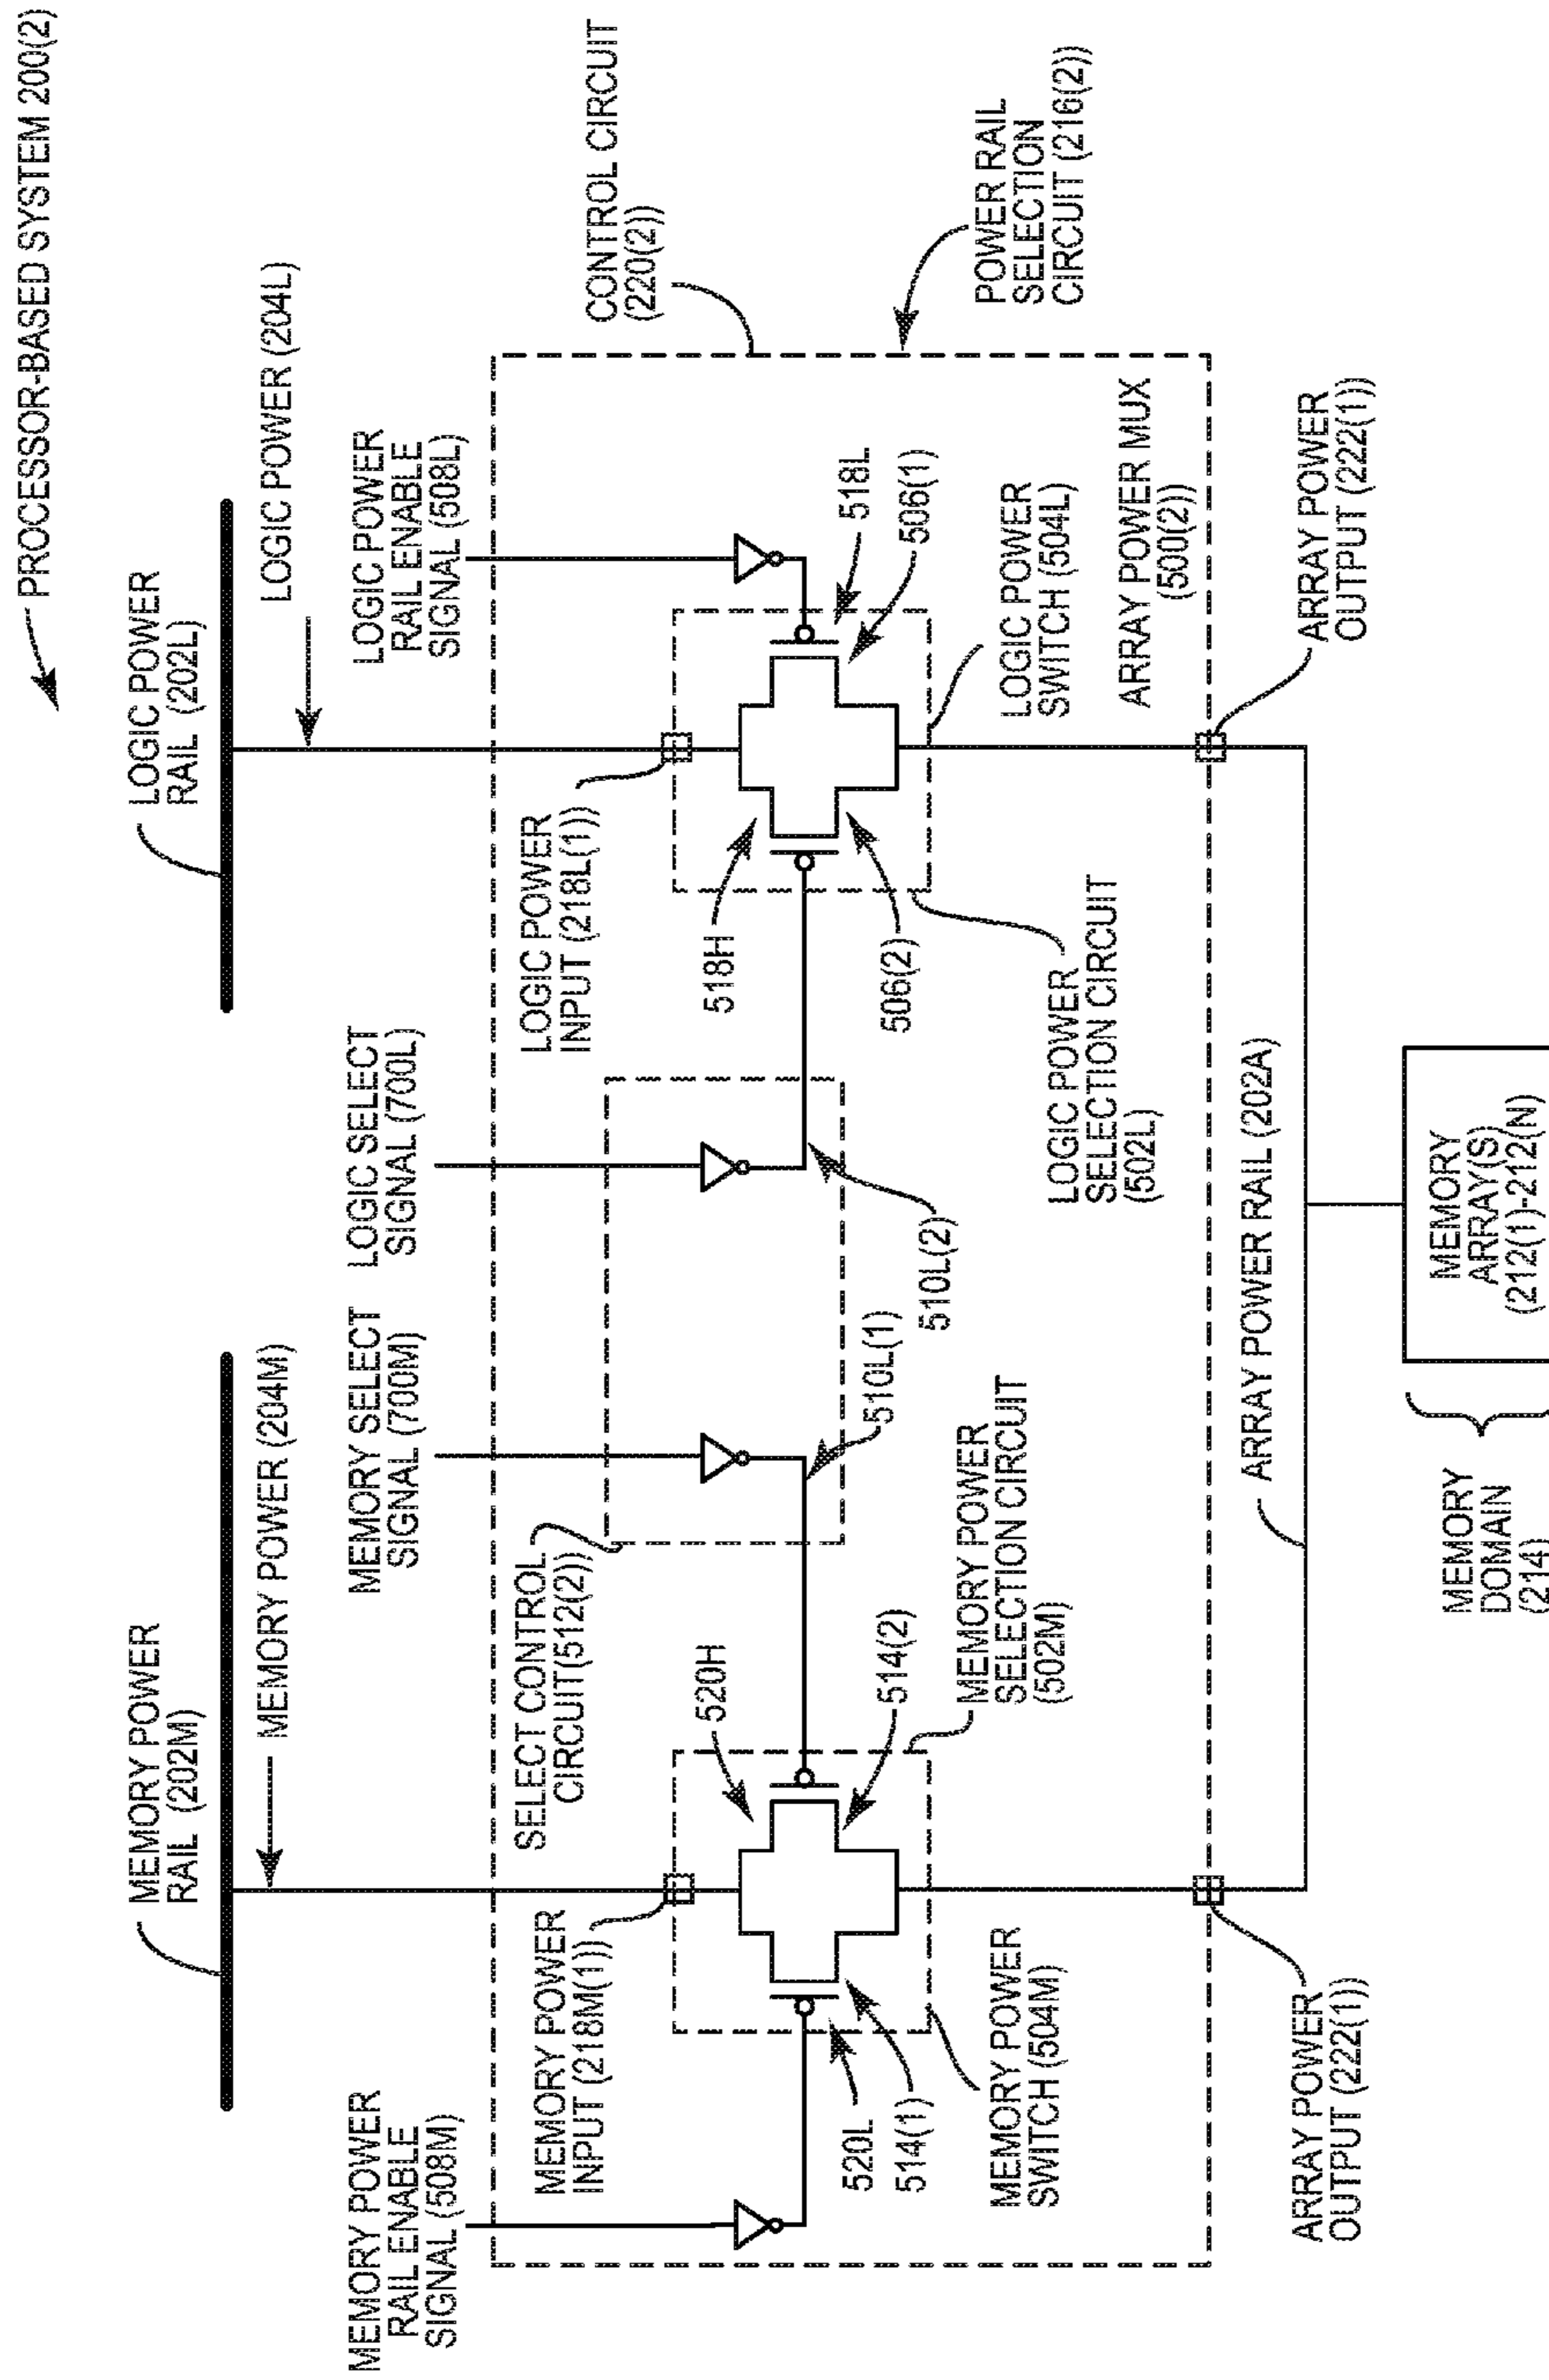 PROCESSOR-BASED SYSTEM 200(2)
MEMORY POWER
RAIL (202M)
LOGIC POWER
RAIL (202L)
MEMORY POWER (204M)
LOGIC POWER (204L)
MEMORY POWER
RAIL ENABLE
SIGNAL (508M)
MEMORY SELECT
SIGNAL (700M)
LOGIC SELECT
SIGNAL (700L)
LOGIC POWER
RAIL ENABLE
SIGNAL (508L)
CONTROL CIRCUIT
(220(2))
MEMORY POWER
INPUT (218M(1))
SELECT CONTROL
CIRCUIT(512(2))
LOGIC POWER
INPUT (218L(1))
520H
518H
520L
514(1)
514(2)
510L(1)
510L(2)
506(2)
518L
506(1)
POWER RAIL
SELECTION
CIRCUIT (216(2))
MEMORY POWER
SWITCH (504M)
MEMORY POWER
SELECTION CIRCUIT
(502M)
LOGIC POWER
SELECTION CIRCUIT
(502L)
LOGIC POWER
SWITCH (504L)
ARRAY POWER MUX
(500(2))
ARRAY POWER
OUTPUT (222(1))
ARRAY POWER RAIL (202A)
ARRAY POWER
OUTPUT (222(1))
MEMORY
DOMAIN
(214)
MEMORY
ARRAY(S)
(212(1)-212(N)